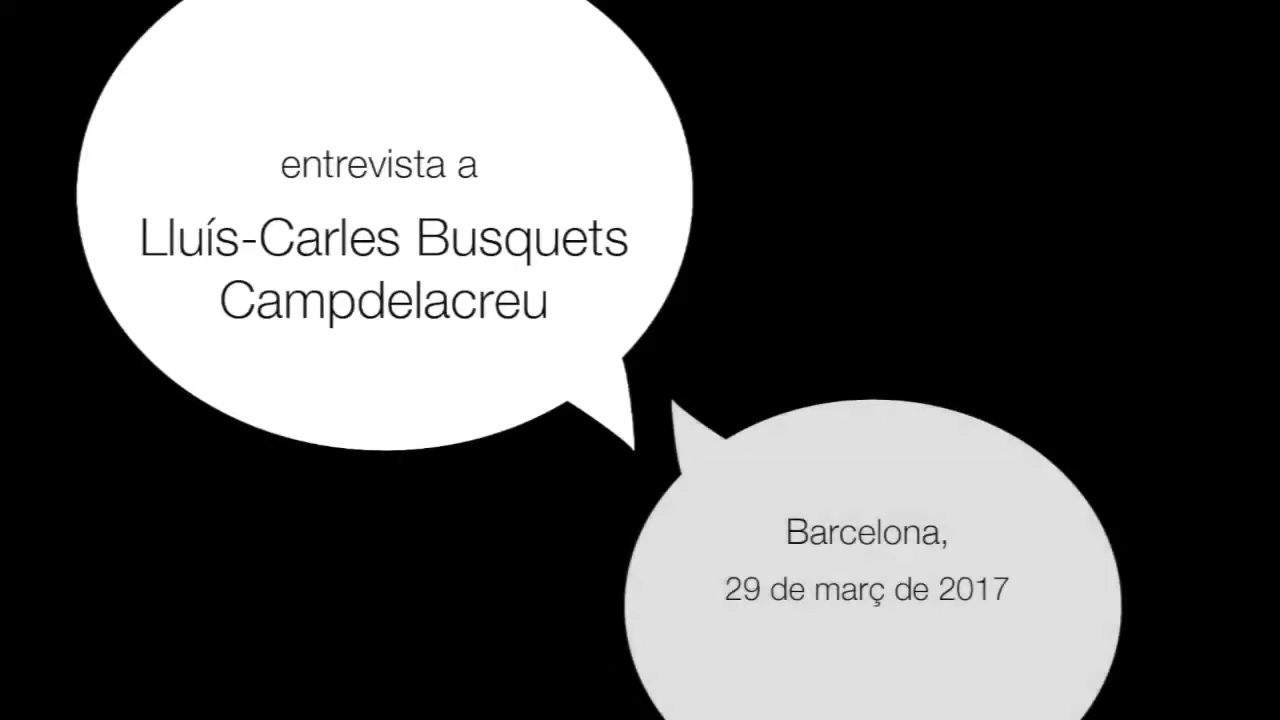 entrevista a
Lluís-Carles Busquets
Campdelacreu
Barcelona,
29 de març de 2017